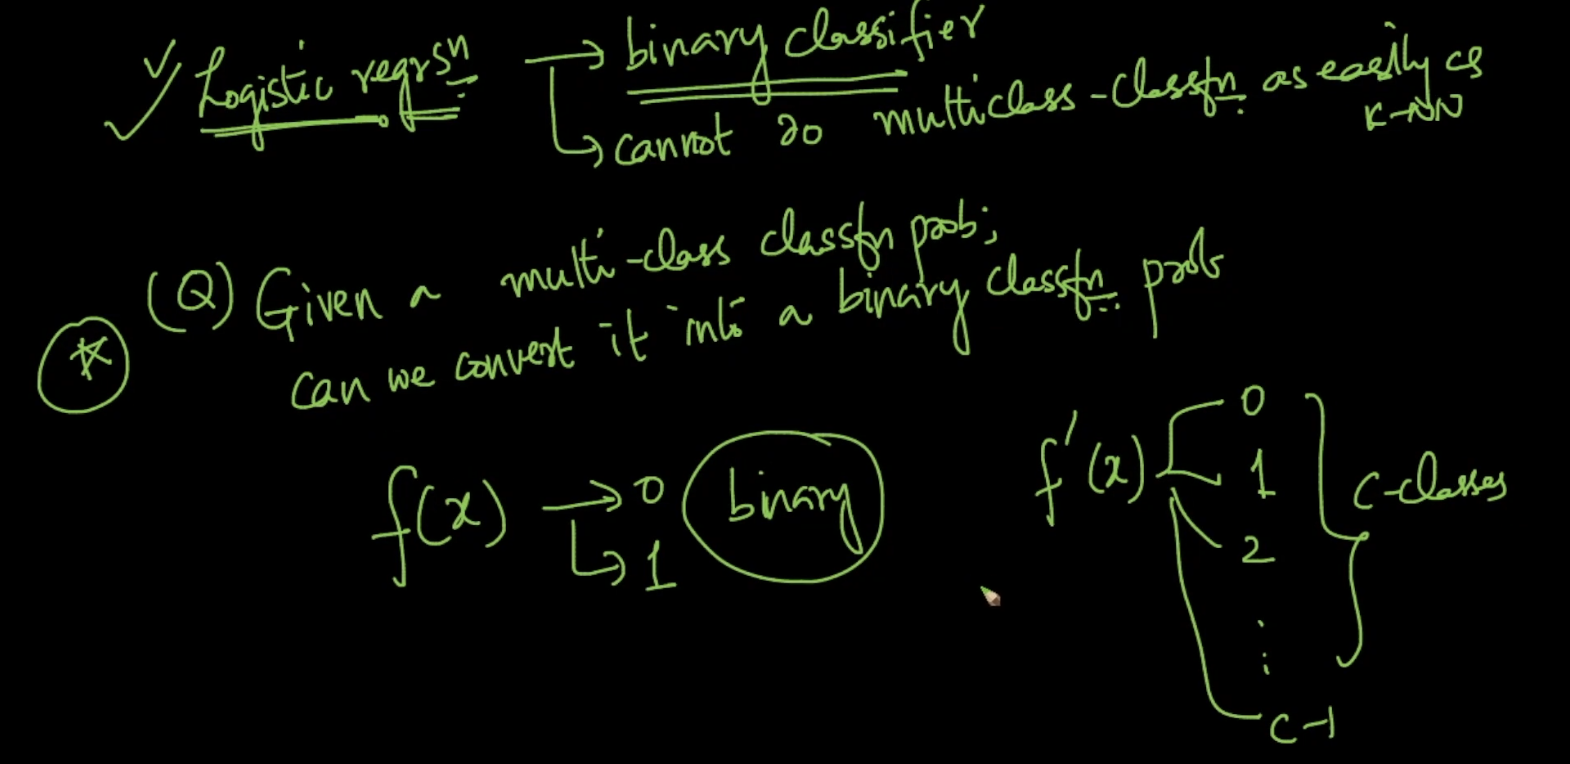 Logistic regrsn → binary classifier
↳ cannot do multiclass-classfn. as easily as
K-NN
(Q) Given a multi-class classfn prob;
can we convert it into a binary classfn. prob
f(x) → 0 binary
↳ 1
f'(x) 0
1 C-classes
2
⋮
C-1